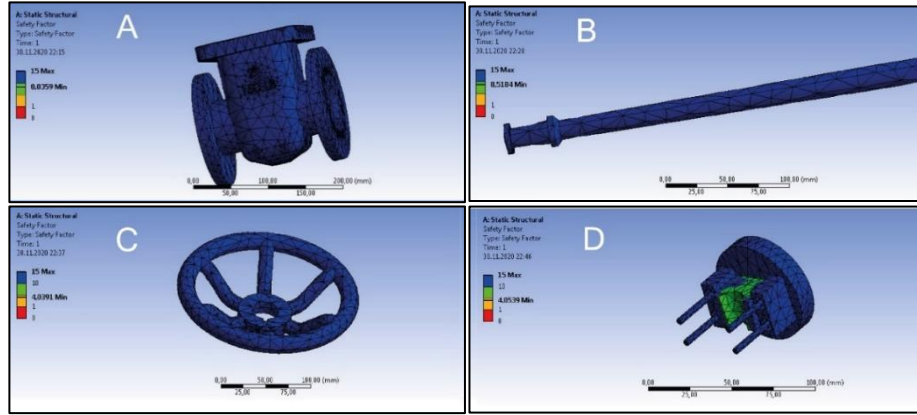 A: Static Structural
Safety Factor
Type: Safety Factor
Time: 1
30.11.2020 22:15
15 Max
8,0359 Min
1
0
A
0,00
100,00
200,00 (mm)
50,00
150,00
A: Static Structural
Safety Factor
Type: Safety Factor
Time: 1
30.11.2020 22:28
15 Max
8,5184 Min
1
0
B
0,00
50,00
100,00 (mm)
25,00
75,00
A: Static Structural
Safety Factor
Type: Safety Factor
Time: 1
30.11.2020 22:37
15 Max
10
4,0391 Min
1
0
C
0,00
50,00
100,00 (mm)
25,00
75,00
A: Static Structural
Safety Factor
Type: Safety Factor
Time: 1
30.11.2020 22:46
15 Max
10
4,0539 Min
1
0
D
0,00
50,00
100,00 (mm)
25,00
75,00